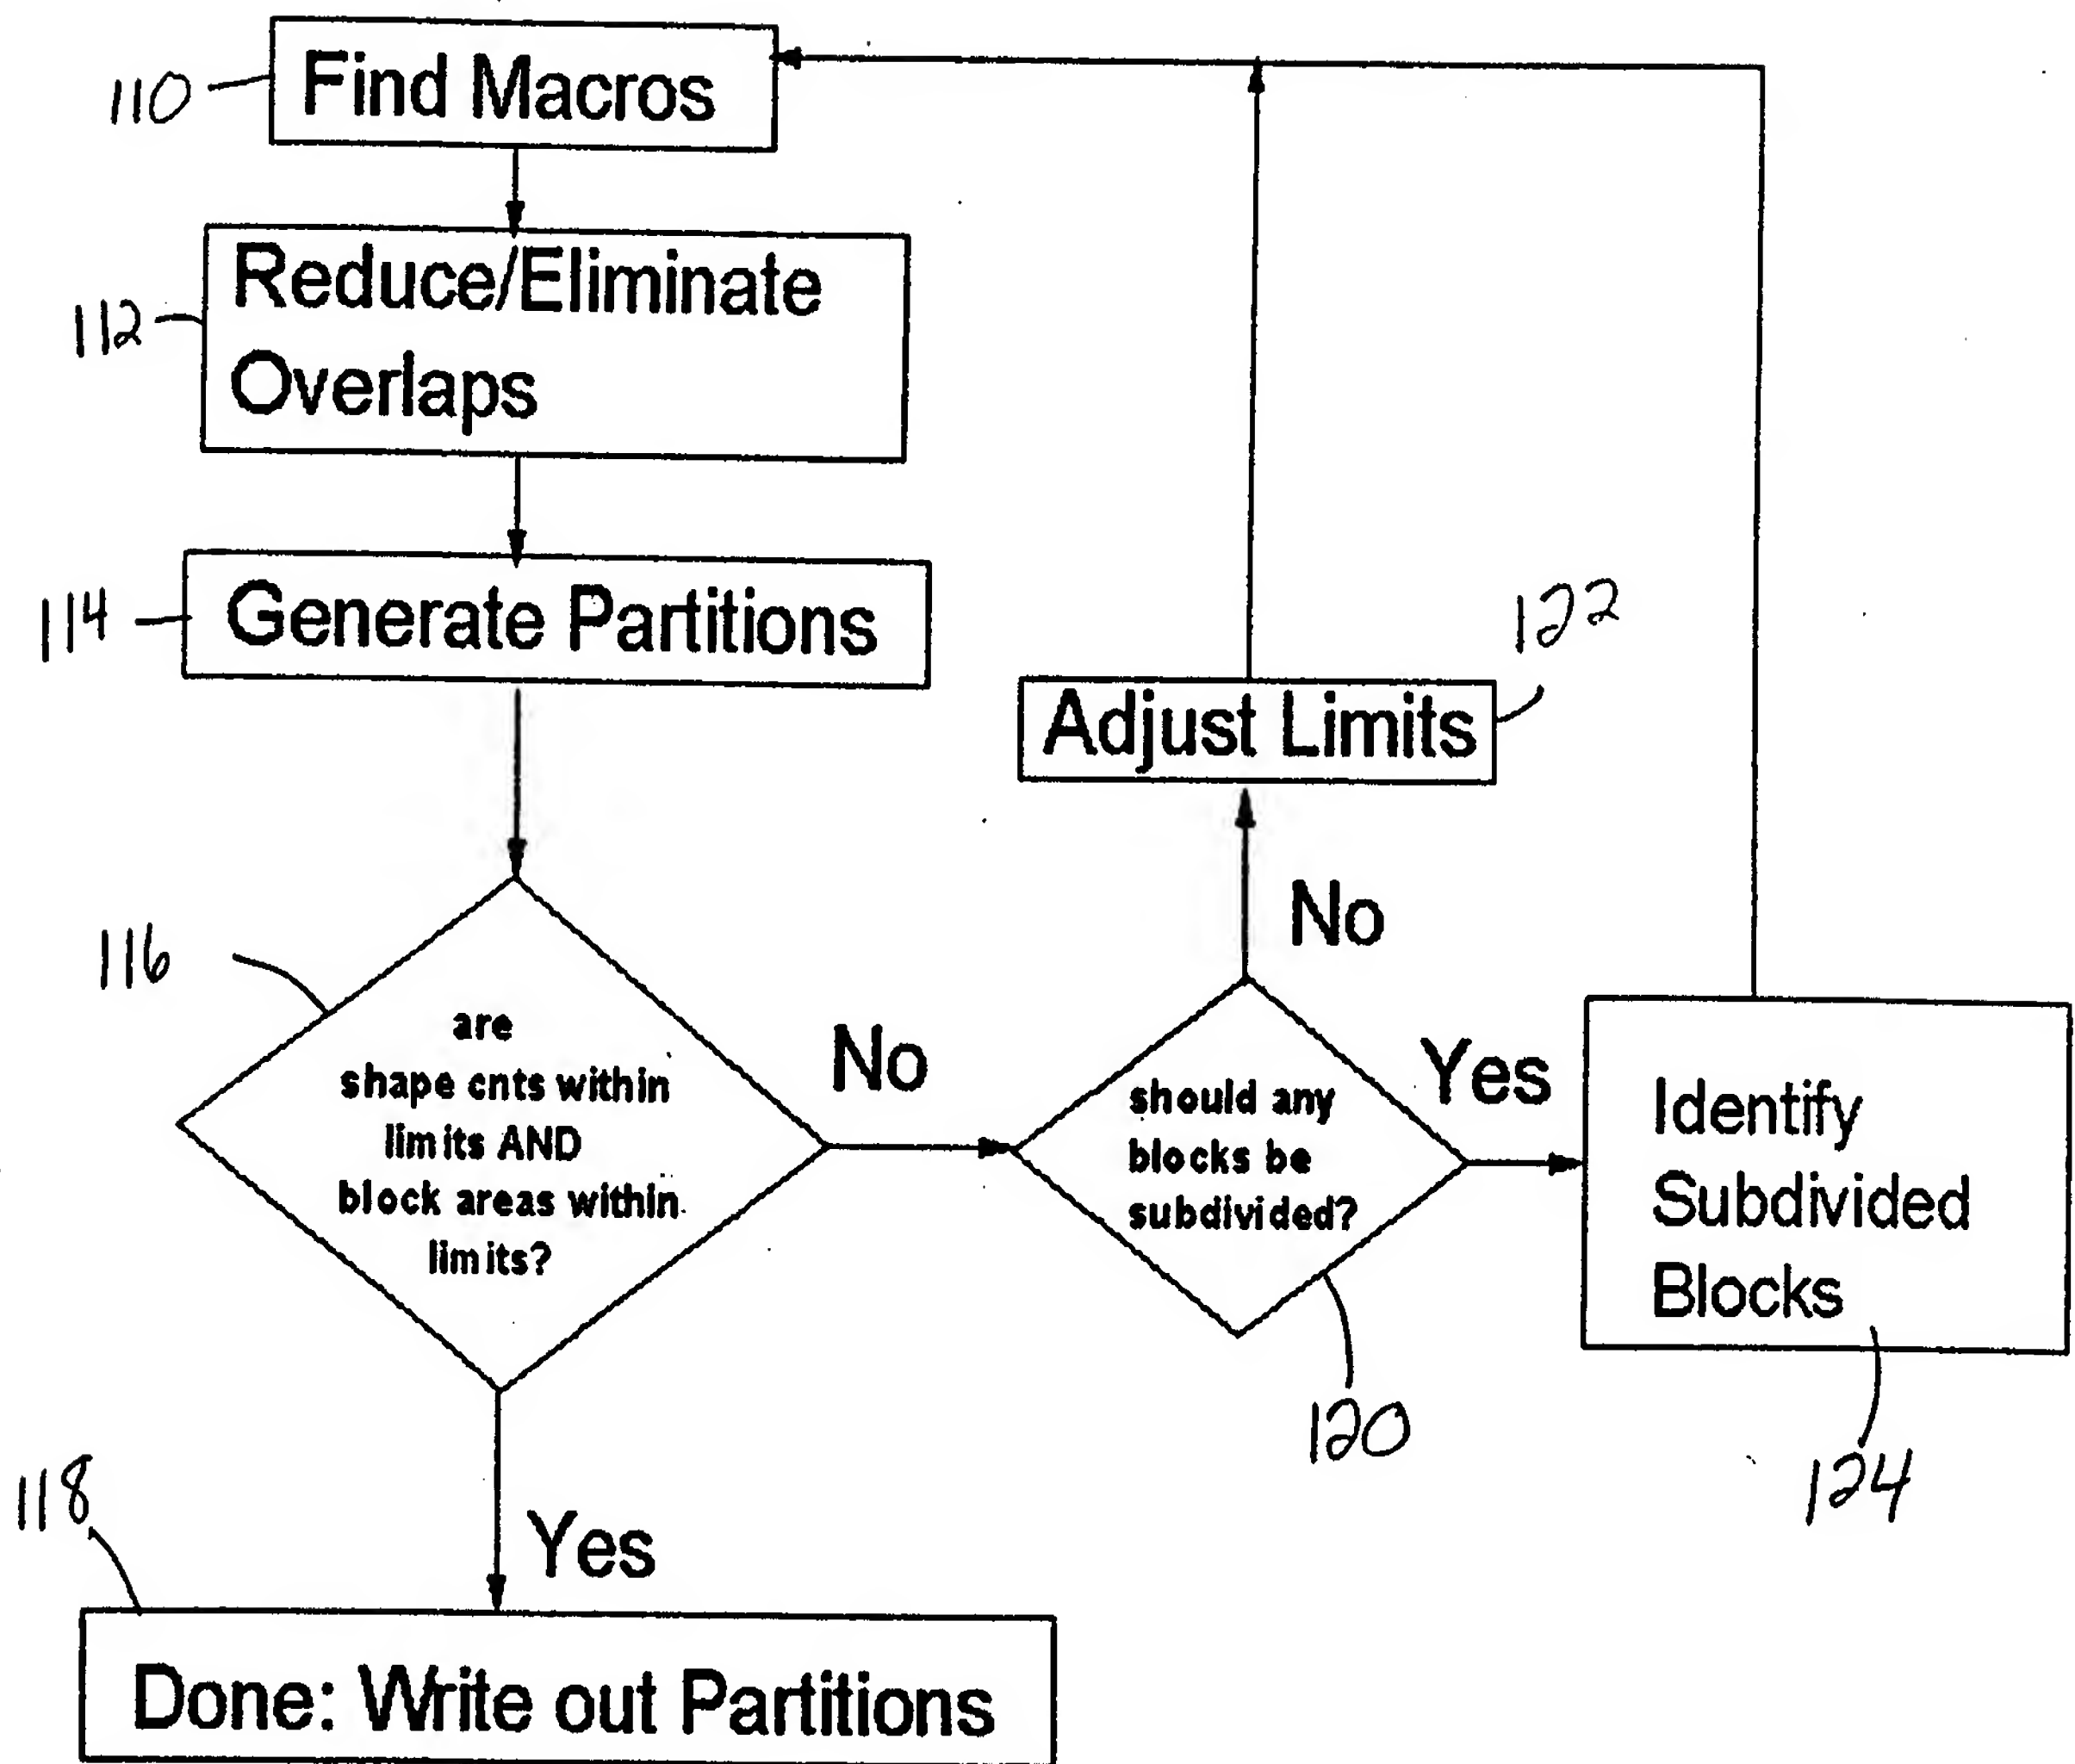 110
Find Macros
112
Reduce/Eliminate
Overlaps
114
Generate Partitions
122
Adjust Limits
116
are
shape cnts within
limits AND
block areas within
limits?
No
should any
blocks be
subdivided?
No
Yes
120
Identify
Subdivided
Blocks
124
Yes
118
Done: Write out Partitions